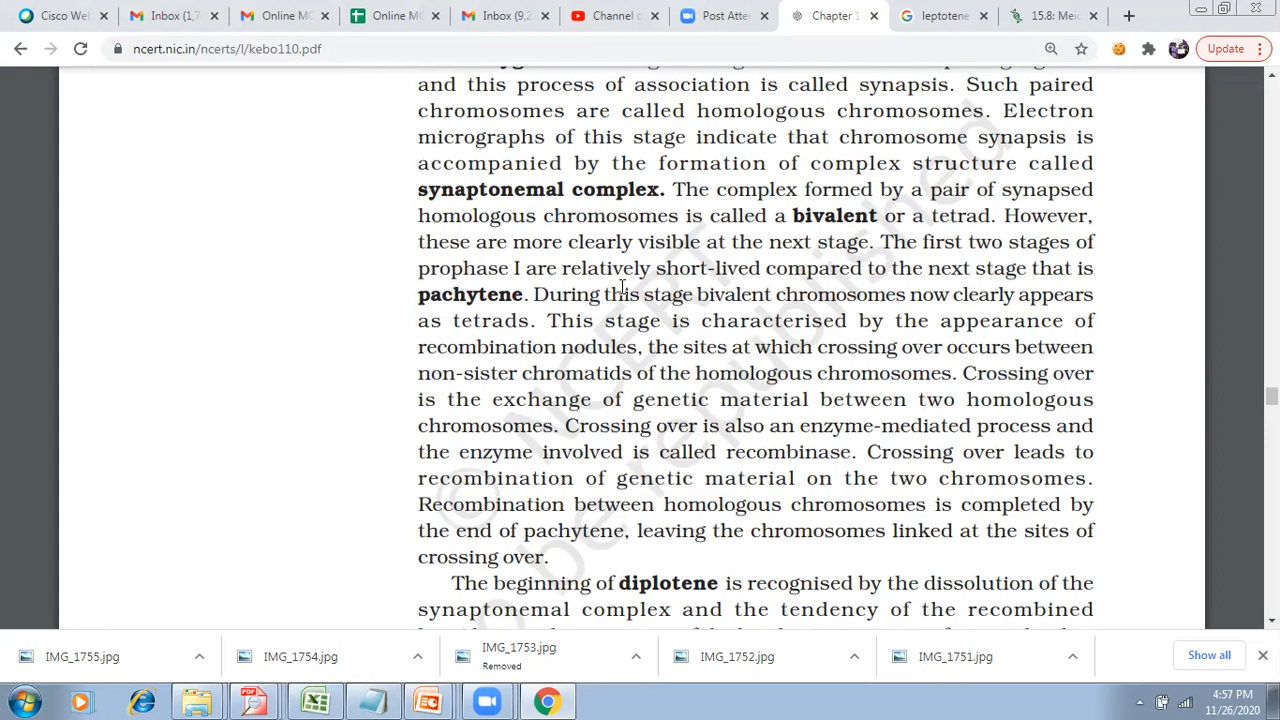 Cisco We
Inbox (1,7
Online M
Online M
Inbox (9,2
Channel c
Post Atte
Chapter 1
leptotene
15.8: Mei
ncert.nic.in/ncerts/l/kebo110.pdf
Update
and this process of association is called synapsis. Such paired
chromosomes are called homologous chromosomes. Electron
micrographs of this stage indicate that chromosome synapsis is
accompanied by the formation of complex structure called
synaptonemal complex. The complex formed by a pair of synapsed
homologous chromosomes is called a bivalent or a tetrad. However,
these are more clearly visible at the next stage. The first two stages of
prophase I are relatively short-lived compared to the next stage that is
pachytene. During this stage bivalent chromosomes now clearly appears
as tetrads. This stage is characterised by the appearance of
recombination nodules, the sites at which crossing over occurs between
non-sister chromatids of the homologous chromosomes. Crossing over
is the exchange of genetic material between two homologous
chromosomes. Crossing over is also an enzyme-mediated process and
the enzyme involved is called recombinase. Crossing over leads to
recombination of genetic material on the two chromosomes.
Recombination between homologous chromosomes is completed by
the end of pachytene, leaving the chromosomes linked at the sites of
crossing over.
The beginning of diplotene is recognised by the dissolution of the
synaptonemal complex and the tendency of the recombined
© NCERT
be republished
IMG_1755.jpg
IMG_1754.jpg
IMG_1753.jpg
Removed
IMG_1752.jpg
IMG_1751.jpg
Show all
4:57 PM
11/26/2020